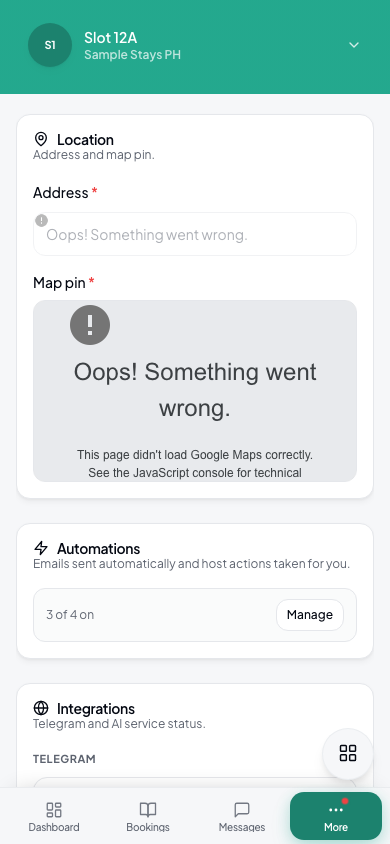 S1
Slot 12A
Sample Stays PH
Location
Address and map pin.
Address *
Oops! Something went wrong.
Map pin *
Oops! Something went
wrong.
This page didn't load Google Maps correctly.
See the JavaScript console for technical
Automations
Emails sent automatically and host actions taken for you.
3 of 4 on
Manage
Integrations
Telegram and AI service status.
TELEGRAM
Dashboard
Bookings
Messages
More